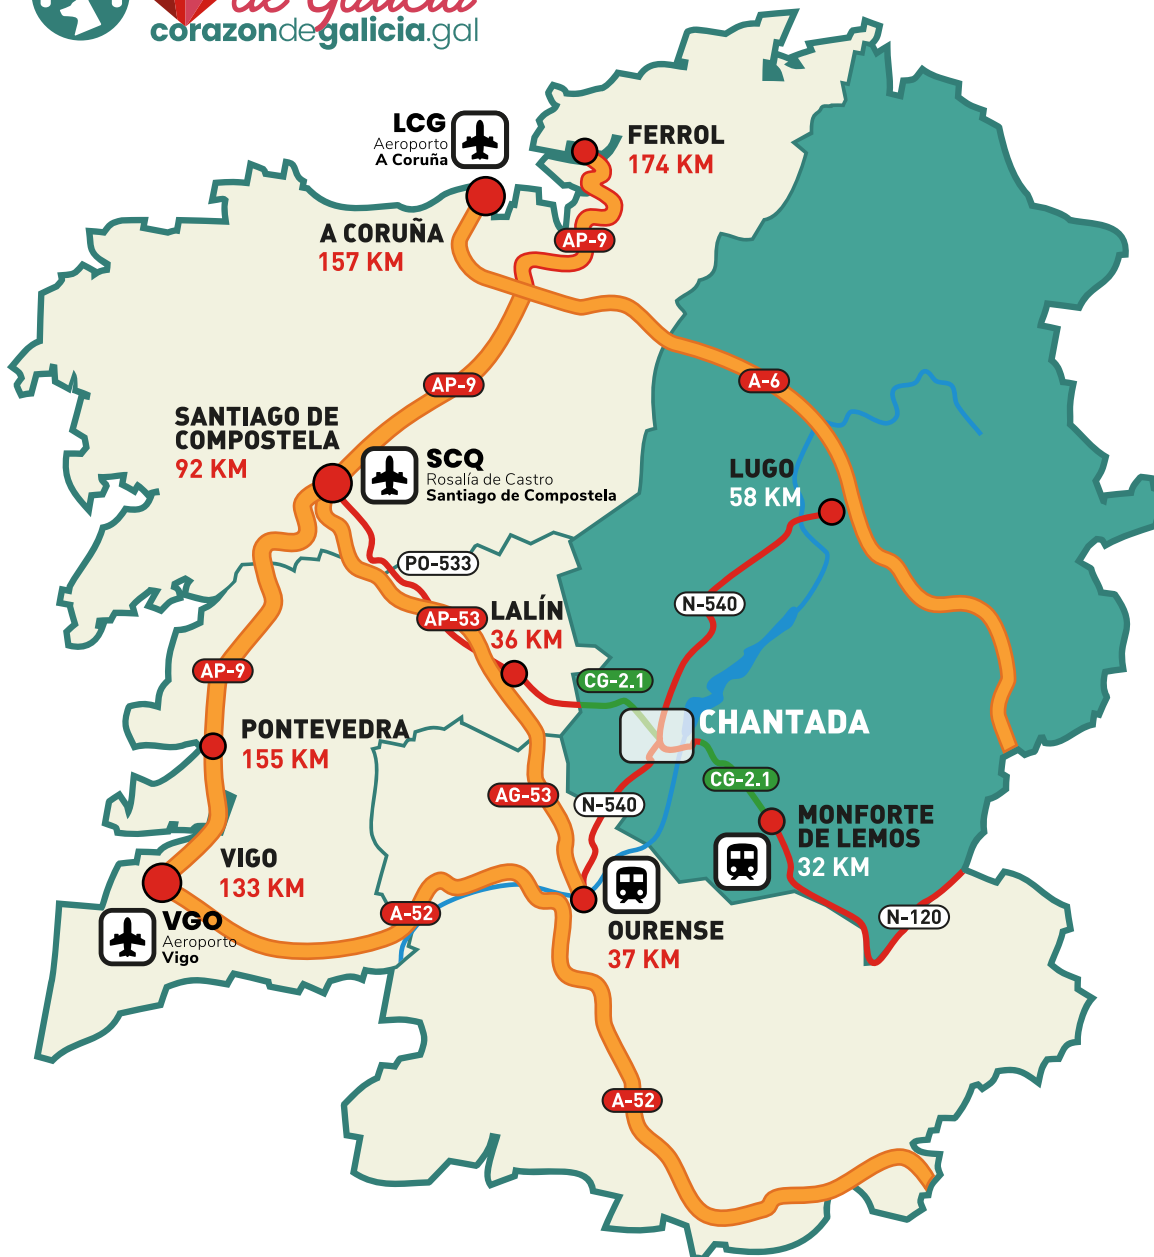 de Galicia
corazondegalicia.gal
LCG
Aeroporto
A Coruña
FERROL
174 KM
A CORUÑA
157 KM
AP-9
AP-9
A-6
SANTIAGO DE
COMPOSTELA
92 KM
SCQ
Rosalía de Castro
Santiago de Compostela
LUGO
58 KM
PO-533
N-540
AP-53
LALÍN
36 KM
AP-9
CG-2.1
CHANTADA
PONTEVEDRA
155 KM
CG-2.1
AG-53
N-540
MONFORTE
DE LEMOS
32 KM
VIGO
133 KM
VGO
Aeroporto
Vigo
A-52
N-120
OURENSE
37 KM
A-52